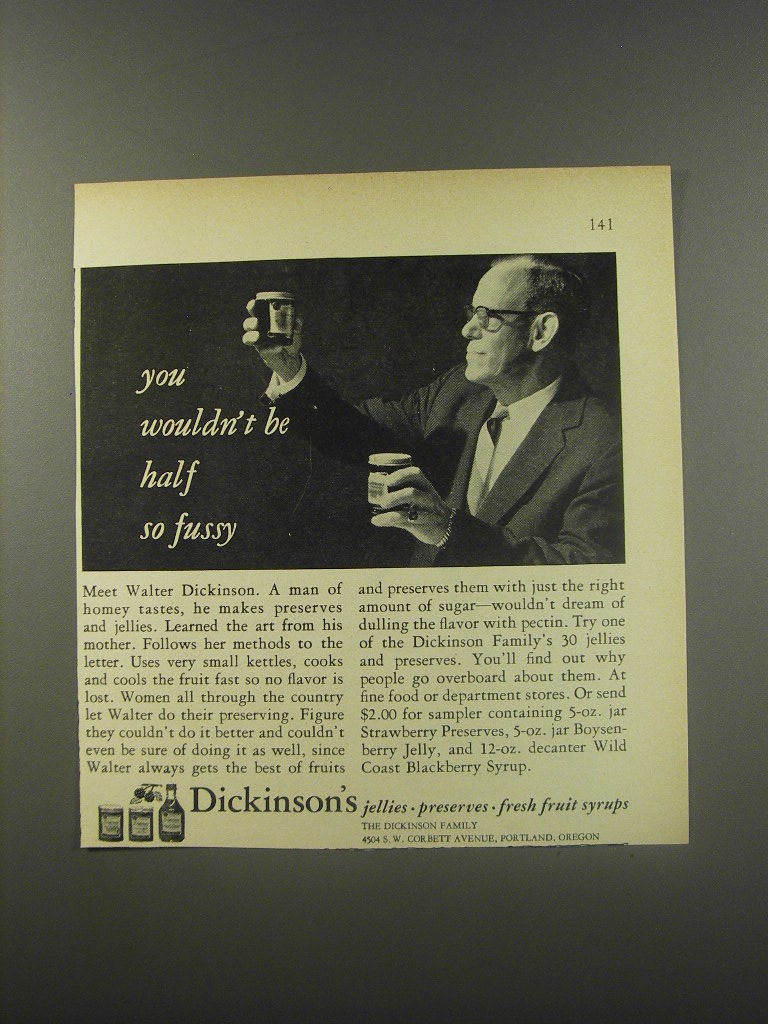 141
you
wouldn't be
half
so fussy
Meet Walter Dickinson. A man of
homey tastes, he makes preserves
and jellies. Learned the art from his
mother. Follows her methods to the
letter. Uses very small kettles, cooks
and cools the fruit fast so no flavor is
lost. Women all through the country
let Walter do their preserving. Figure
they couldn't do it better and couldn't
even be sure of doing it as well, since
Walter always gets the best of fruits
and preserves them with just the right
amount of sugar—wouldn't dream of
dulling the flavor with pectin. Try one
of the Dickinson Family's 30 jellies
and preserves. You'll find out why
people go overboard about them. At
fine food or department stores. Or send
$2.00 for sampler containing 5-oz. jar
Strawberry Preserves, 5-oz. jar Boysen-
berry Jelly, and 12-oz. decanter Wild
Coast Blackberry Syrup.
Dickinson's jellies · preserves · fresh fruit syrups
THE DICKINSON FAMILY
4504 S. W. CORBETT AVENUE, PORTLAND, OREGON